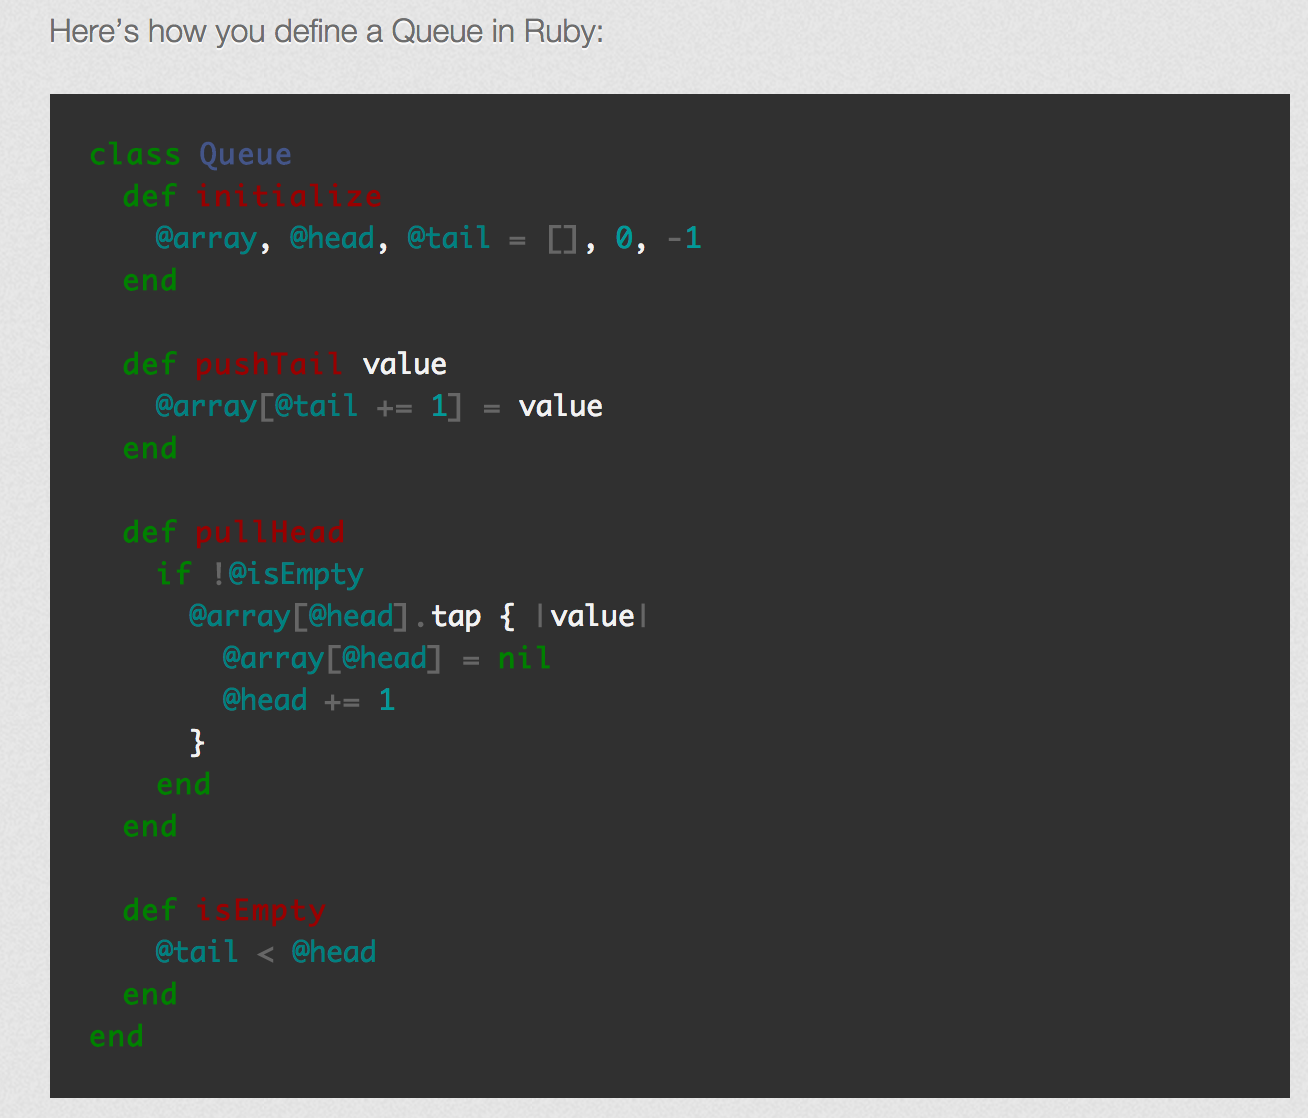 Here’s how you define a Queue in Ruby:
class Queue
  def initialize
    @array, @head, @tail = [], 0, -1
  end
  def pushTail value
    @array[@tail += 1] = value
  end
  def pullHead
    if !@isEmpty
      @array[@head].tap { |value|
        @array[@head] = nil
        @head += 1
      }
    end
  end
  def isEmpty
    @tail < @head
  end
end